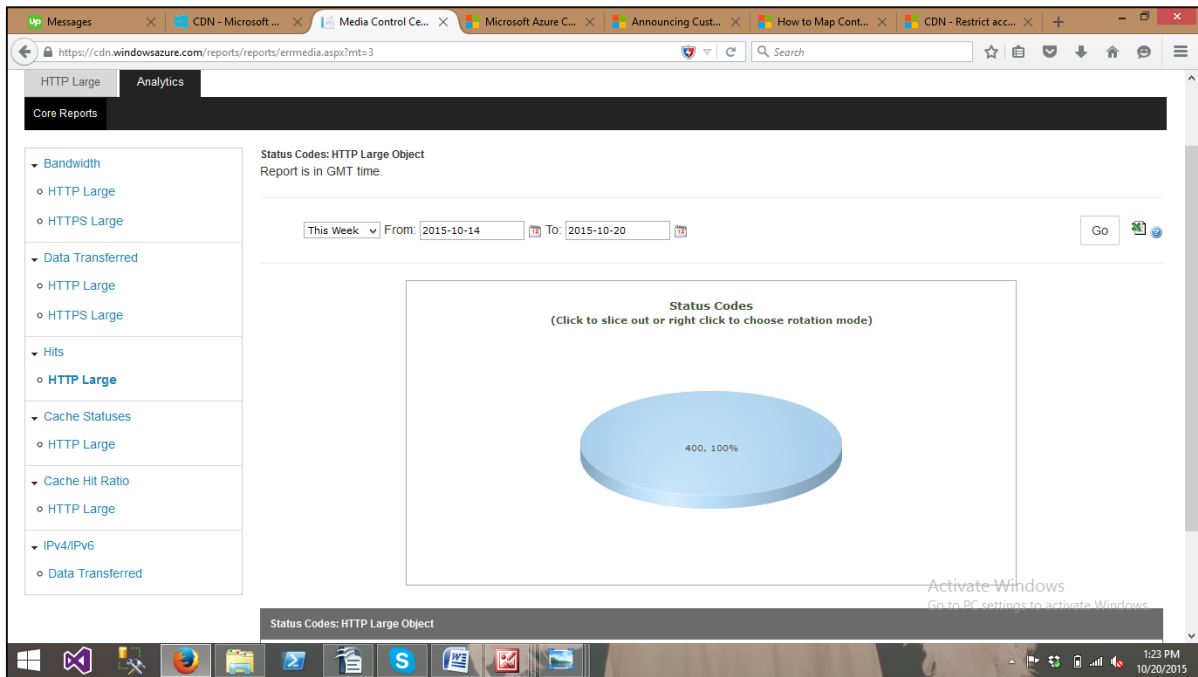 Up Messages
CDN - Microsoft ...
Media Control Ce...
Microsoft Azure C...
Announcing Cust...
How to Map Cont...
CDN - Restrict acc...
https://cdn.windowsazure.com/reports/reports/errmedia.aspx?mt=3
Search
HTTP Large
Analytics
Core Reports
Bandwidth
HTTP Large
HTTPS Large
Data Transferred
HTTP Large
HTTPS Large
Hits
HTTP Large
Cache Statuses
HTTP Large
Cache Hit Ratio
HTTP Large
IPv4/IPv6
Data Transferred
Status Codes: HTTP Large Object
Report is in GMT time.
This Week From: 2015-10-14 12 To: 2015-10-20 12
Go
Status Codes
(Click to slice out or right click to choose rotation mode)
400, 100%
Activate Windows
Go to PC settings to activate Windows.
Status Codes: HTTP Large Object
1:23 PM
10/20/2015